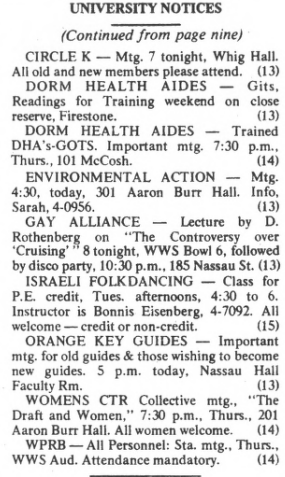 UNIVERSITY NOTICES
(Continued from page nine)
CIRCLE K — Mtg. 7 tonight, Whig Hall.
All old and new members please attend. (13)
DORM HEALTH AIDES — Gits,
Readings for Training weekend on close
reserve, Firestone. (13)
DORM HEALTH AIDES — Trained
DHA's-GOTS. Important mtg. 7:30 p.m.,
Thurs., 101 McCosh. (14)
ENVIRONMENTAL ACTION — Mtg.
4:30, today, 301 Aaron Burr Hall. Info,
Sarah, 4-0956. (13)
GAY ALLIANCE — Lecture by D.
Rothenberg on "The Controversy over
'Cruising' " 8 tonight, WWS Bowl 6, followed
by disco party, 10:30 p.m., 185 Nassau St. (13)
ISRAELI FOLKDANCING — Class for
P.E. credit, Tues. afternoons, 4:30 to 6.
Instructor is Bonnis Eisenberg, 4-7092. All
welcome — credit or non-credit. (15)
ORANGE KEY GUIDES — Important
mtg. for old guides & those wishing to become
new guides. 5 p.m. today, Nassau Hall
Faculty Rm. (13)
WOMENS CTR Collective mtg., "The
Draft and Women," 7:30 p.m., Thurs., 201
Aaron Burr Hall. All women welcome. (14)
WPRB — All Personnel: Sta. mtg., Thurs.,
WWS Aud. Attendance mandatory. (14)